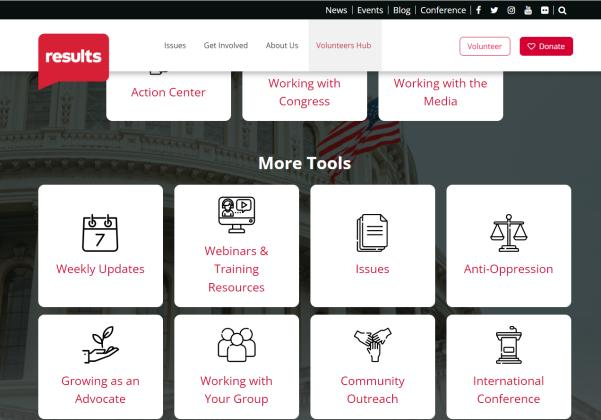 News | Events | Blog | Conference
results
Issues
Get Involved
About Us
Volunteers Hub
Volunteer
Donate
Action Center
Working with
Congress
Working with the
Media
More Tools
7
Weekly Updates
Webinars &
Training
Resources
Issues
Anti-Oppression
Growing as an
Advocate
Working with
Your Group
Community
Outreach
International
Conference